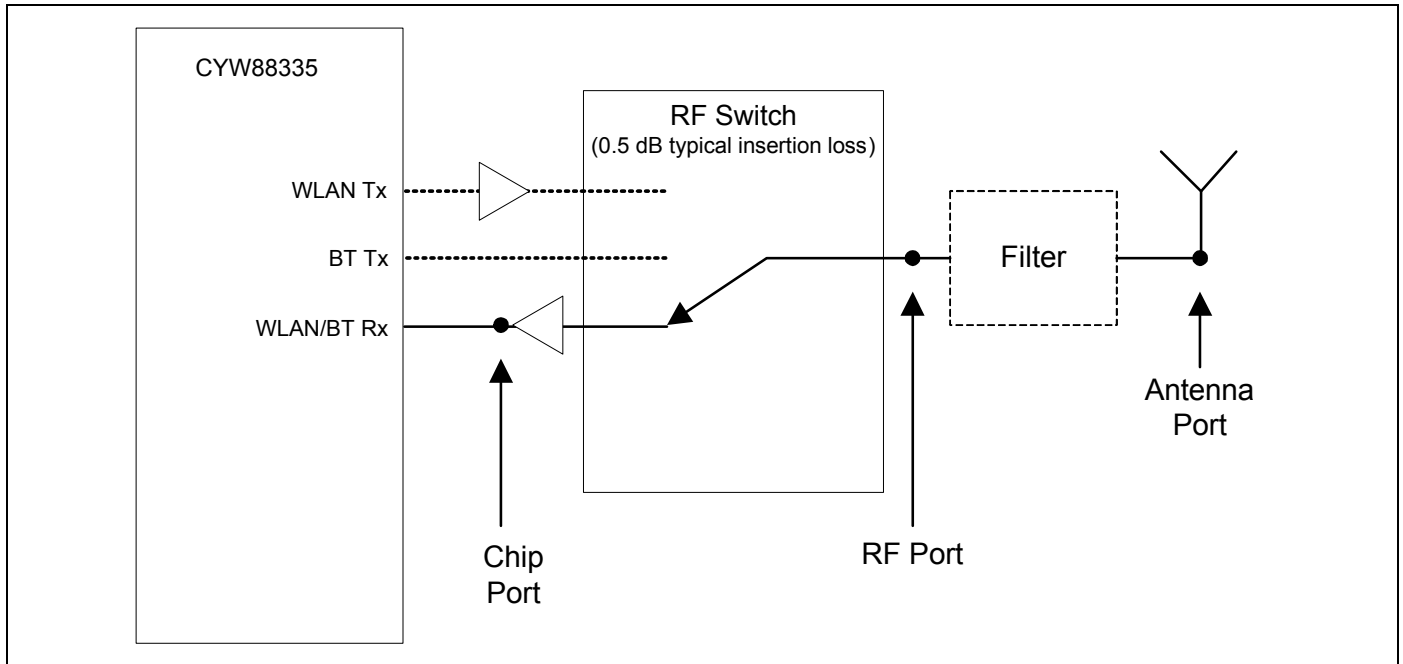 CYW88335
RF Switch
(0.5 dB typical insertion loss)
WLAN Tx
BT Tx
WLAN/BT Rx
Filter
Antenna
Port
Chip
Port
RF Port